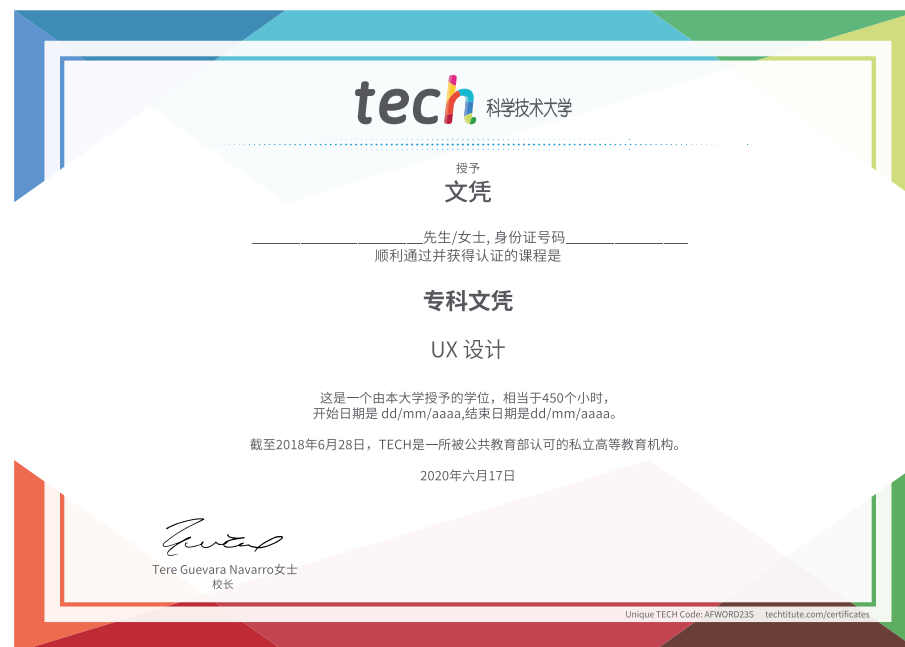 tech 科学技术大学
授予
文凭
________________________先生/女士, 身份证号码_________________
顺利通过并获得认证的课程是
专科文凭
UX 设计
这是一个由本大学授予的学位，相当于450个小时，
开始日期是 dd/mm/aaaa,结束日期是dd/mm/aaaa。
截至2018年6月28日，TECH是一所被公共教育部认可的私立高等教育机构。
2020年六月17日
Tere Guevara Navarro女士
校长
Unique TECH Code: AFWORD23S techtitute.com/certificates